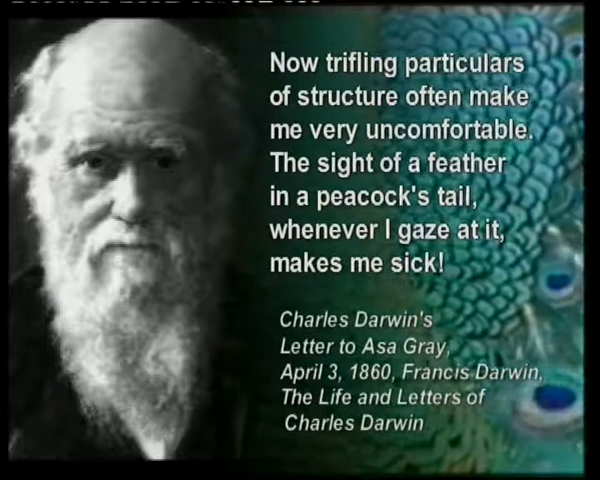 Now trifling particulars
of structure often make
me very uncomfortable.
The sight of a feather
in a peacock's tail,
whenever I gaze at it,
makes me sick!
Charles Darwin's
Letter to Asa Gray,
April 3, 1860, Francis Darwin,
The Life and Letters of
Charles Darwin